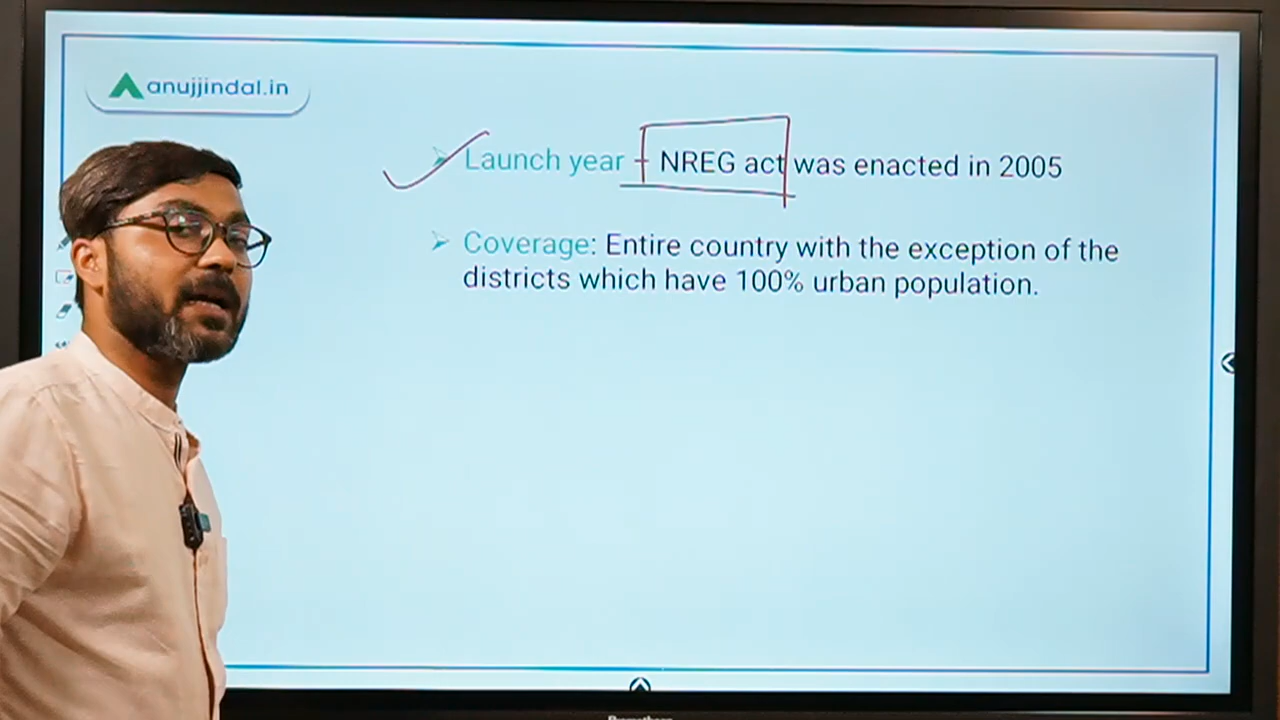 anujjindal.in
Launch year - NREG act was enacted in 2005
Coverage: Entire country with the exception of the
districts which have 100% urban population.